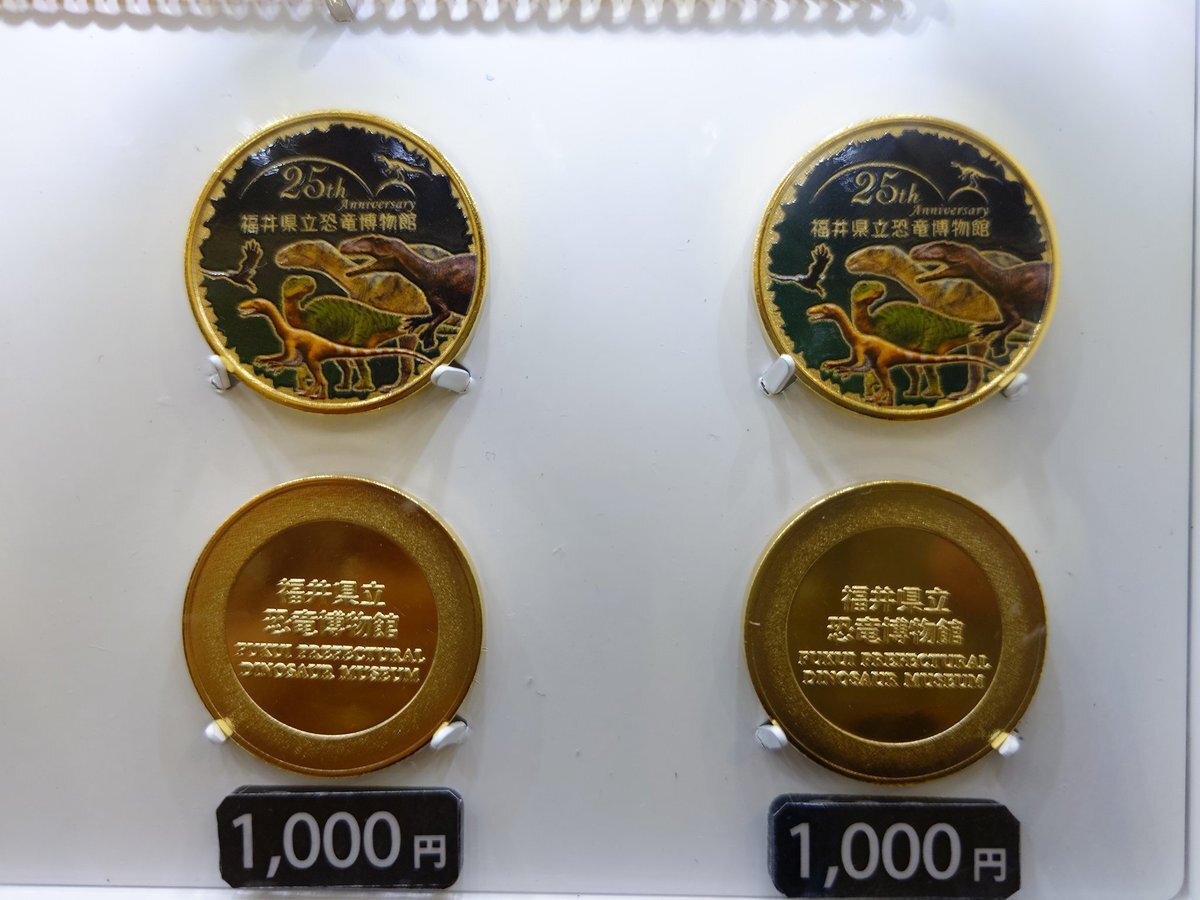 25th
Anniversary
福井県立恐竜博物館
25th
Anniversary
福井県立恐竜博物館
福井県立
恐竜博物館
FUKUI PREFECTURAL
DINOSAUR MUSEUM
福井県立
恐竜博物館
FUKUI PREFECTURAL
DINOSAUR MUSEUM
1,000円
1,000円